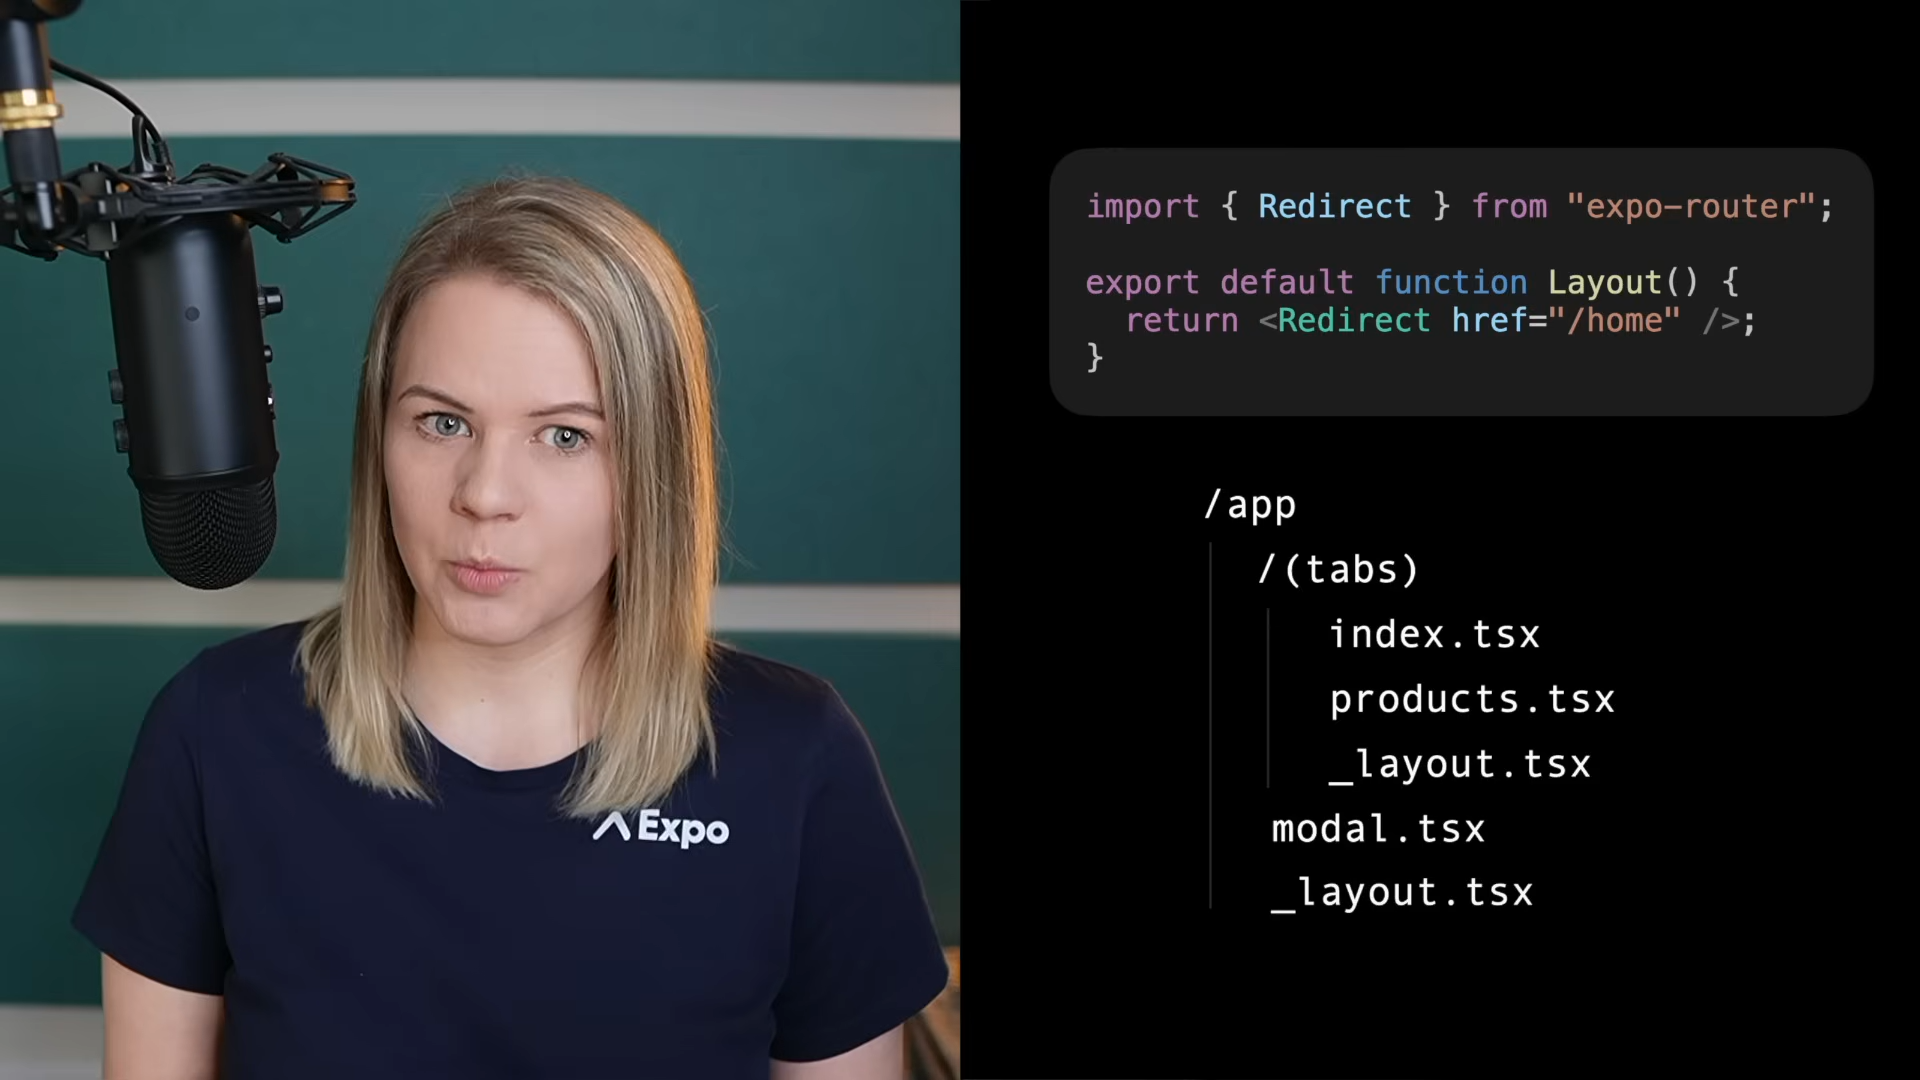 Expo
import { Redirect } from "expo-router";
export default function Layout() {
  return <Redirect href="/home" />;
}
/app
/(tabs)
index.tsx
products.tsx
_layout.tsx
modal.tsx
_layout.tsx